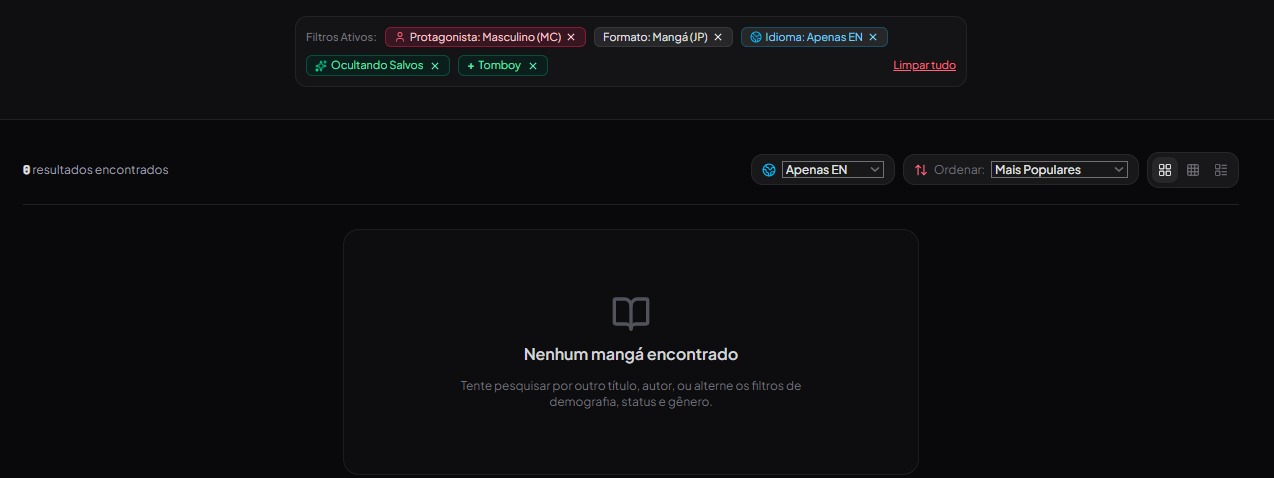 Filtros Ativos: Protagonista: Masculino (MC) × Formato: Mangá (JP) × Idioma: Apenas EN ×
Ocultando Salvos × + Tomboy × Limpar tudo
0 resultados encontrados Apenas EN Ordenar: Mais Populares
Nenhum mangá encontrado
Tente pesquisar por outro título, autor, ou alterne os filtros de
demografia, status e gênero.